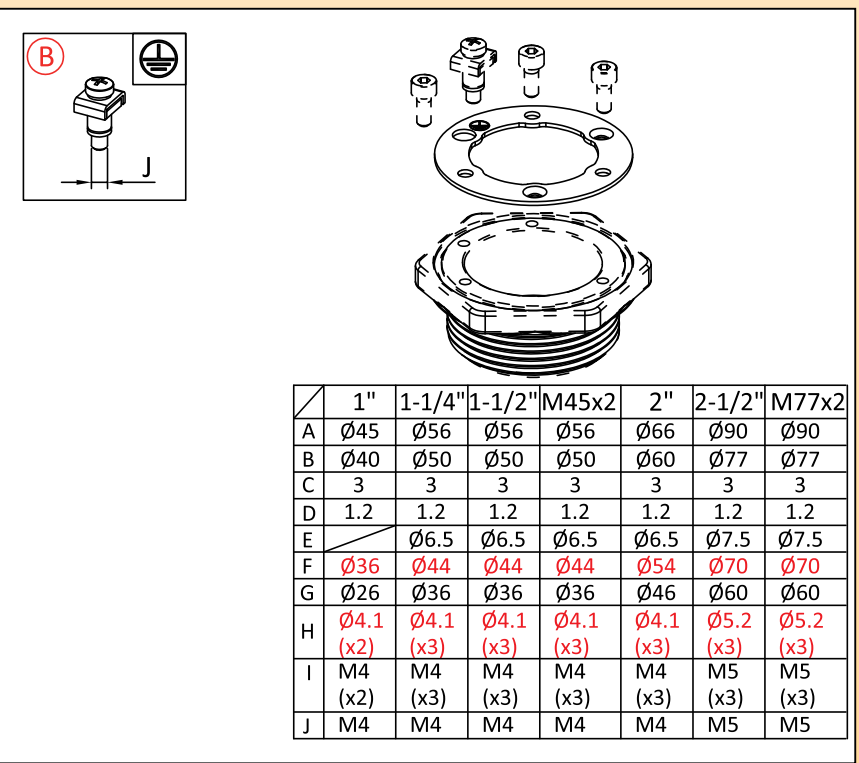 B
J
1" 1-1/4" 1-1/2" M45x2 2" 2-1/2" M77x2
A Ø45 Ø56 Ø56 Ø56 Ø66 Ø90 Ø90
B Ø40 Ø50 Ø50 Ø50 Ø60 Ø77 Ø77
C 3 3 3 3 3 3 3
D 1.2 1.2 1.2 1.2 1.2 1.2 1.2
E Ø6.5 Ø6.5 Ø6.5 Ø6.5 Ø7.5 Ø7.5
F Ø36 Ø44 Ø44 Ø44 Ø54 Ø70 Ø70
G Ø26 Ø36 Ø36 Ø36 Ø46 Ø60 Ø60
H Ø4.1 Ø4.1 Ø4.1 Ø4.1 Ø4.1 Ø5.2 Ø5.2
(x2) (x3) (x3) (x3) (x3) (x3) (x3)
I M4 M4 M4 M4 M4 M5 M5
(x2) (x3) (x3) (x3) (x3) (x3) (x3)
J M4 M4 M4 M4 M4 M5 M5